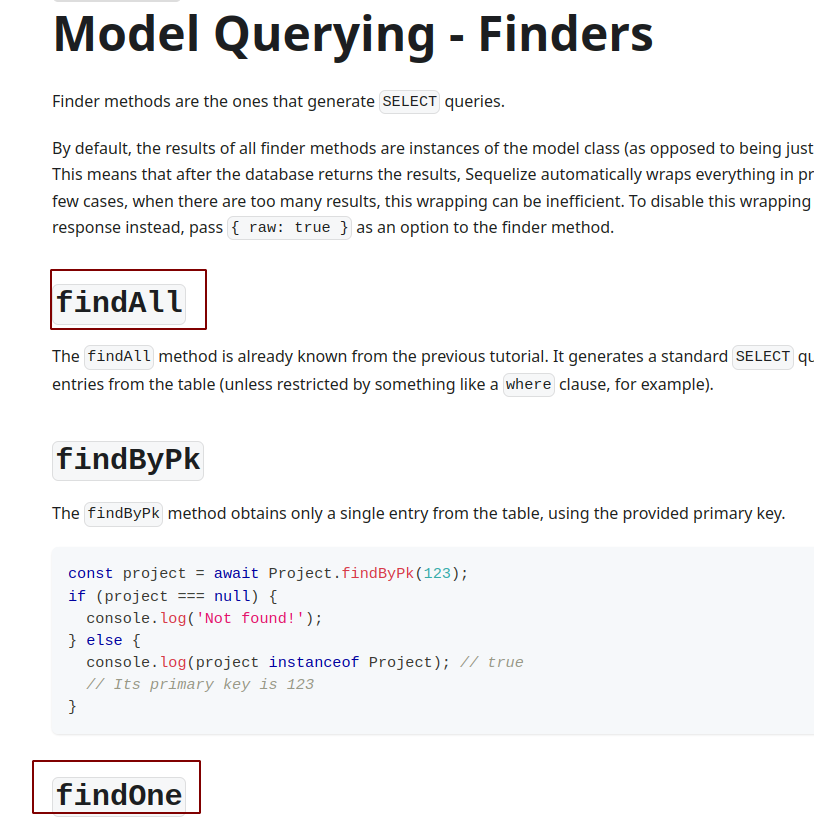 Model Querying - Finders
Finder methods are the ones that generate SELECT queries.
By default, the results of all finder methods are instances of the model class (as opposed to being just
This means that after the database returns the results, Sequelize automatically wraps everything in pr
few cases, when there are too many results, this wrapping can be inefficient. To disable this wrapping
response instead, pass { raw: true } as an option to the finder method.
findAll
The findAll method is already known from the previous tutorial. It generates a standard SELECT qu
entries from the table (unless restricted by something like a where clause, for example).
findByPk
The findByPk method obtains only a single entry from the table, using the provided primary key.
const project = await Project.findByPk(123);
if (project === null) {
  console.log('Not found!');
} else {
  console.log(project instanceof Project); // true
  // Its primary key is 123
}
findOne